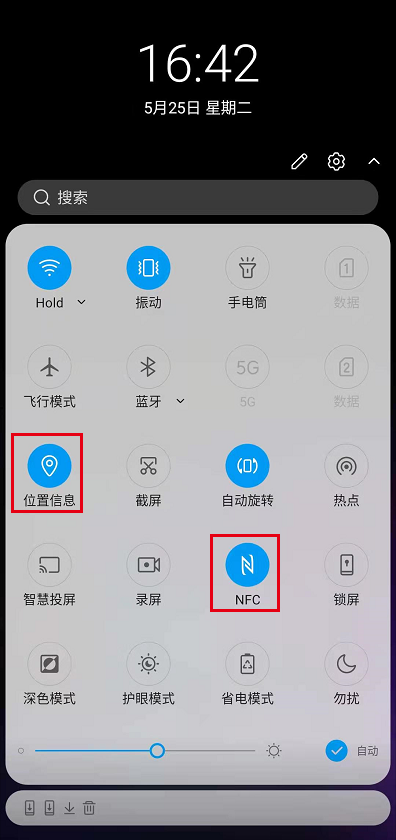 16:42
5月25日 星期二
搜索
Hold 振动 手电筒 1 数据
飞行模式 蓝牙 5G 5G 2 数据
位置信息 截屏 自动旋转 热点
智慧投屏 录屏 NFC 锁屏
深色模式 护眼模式 省电模式 勿扰
自动